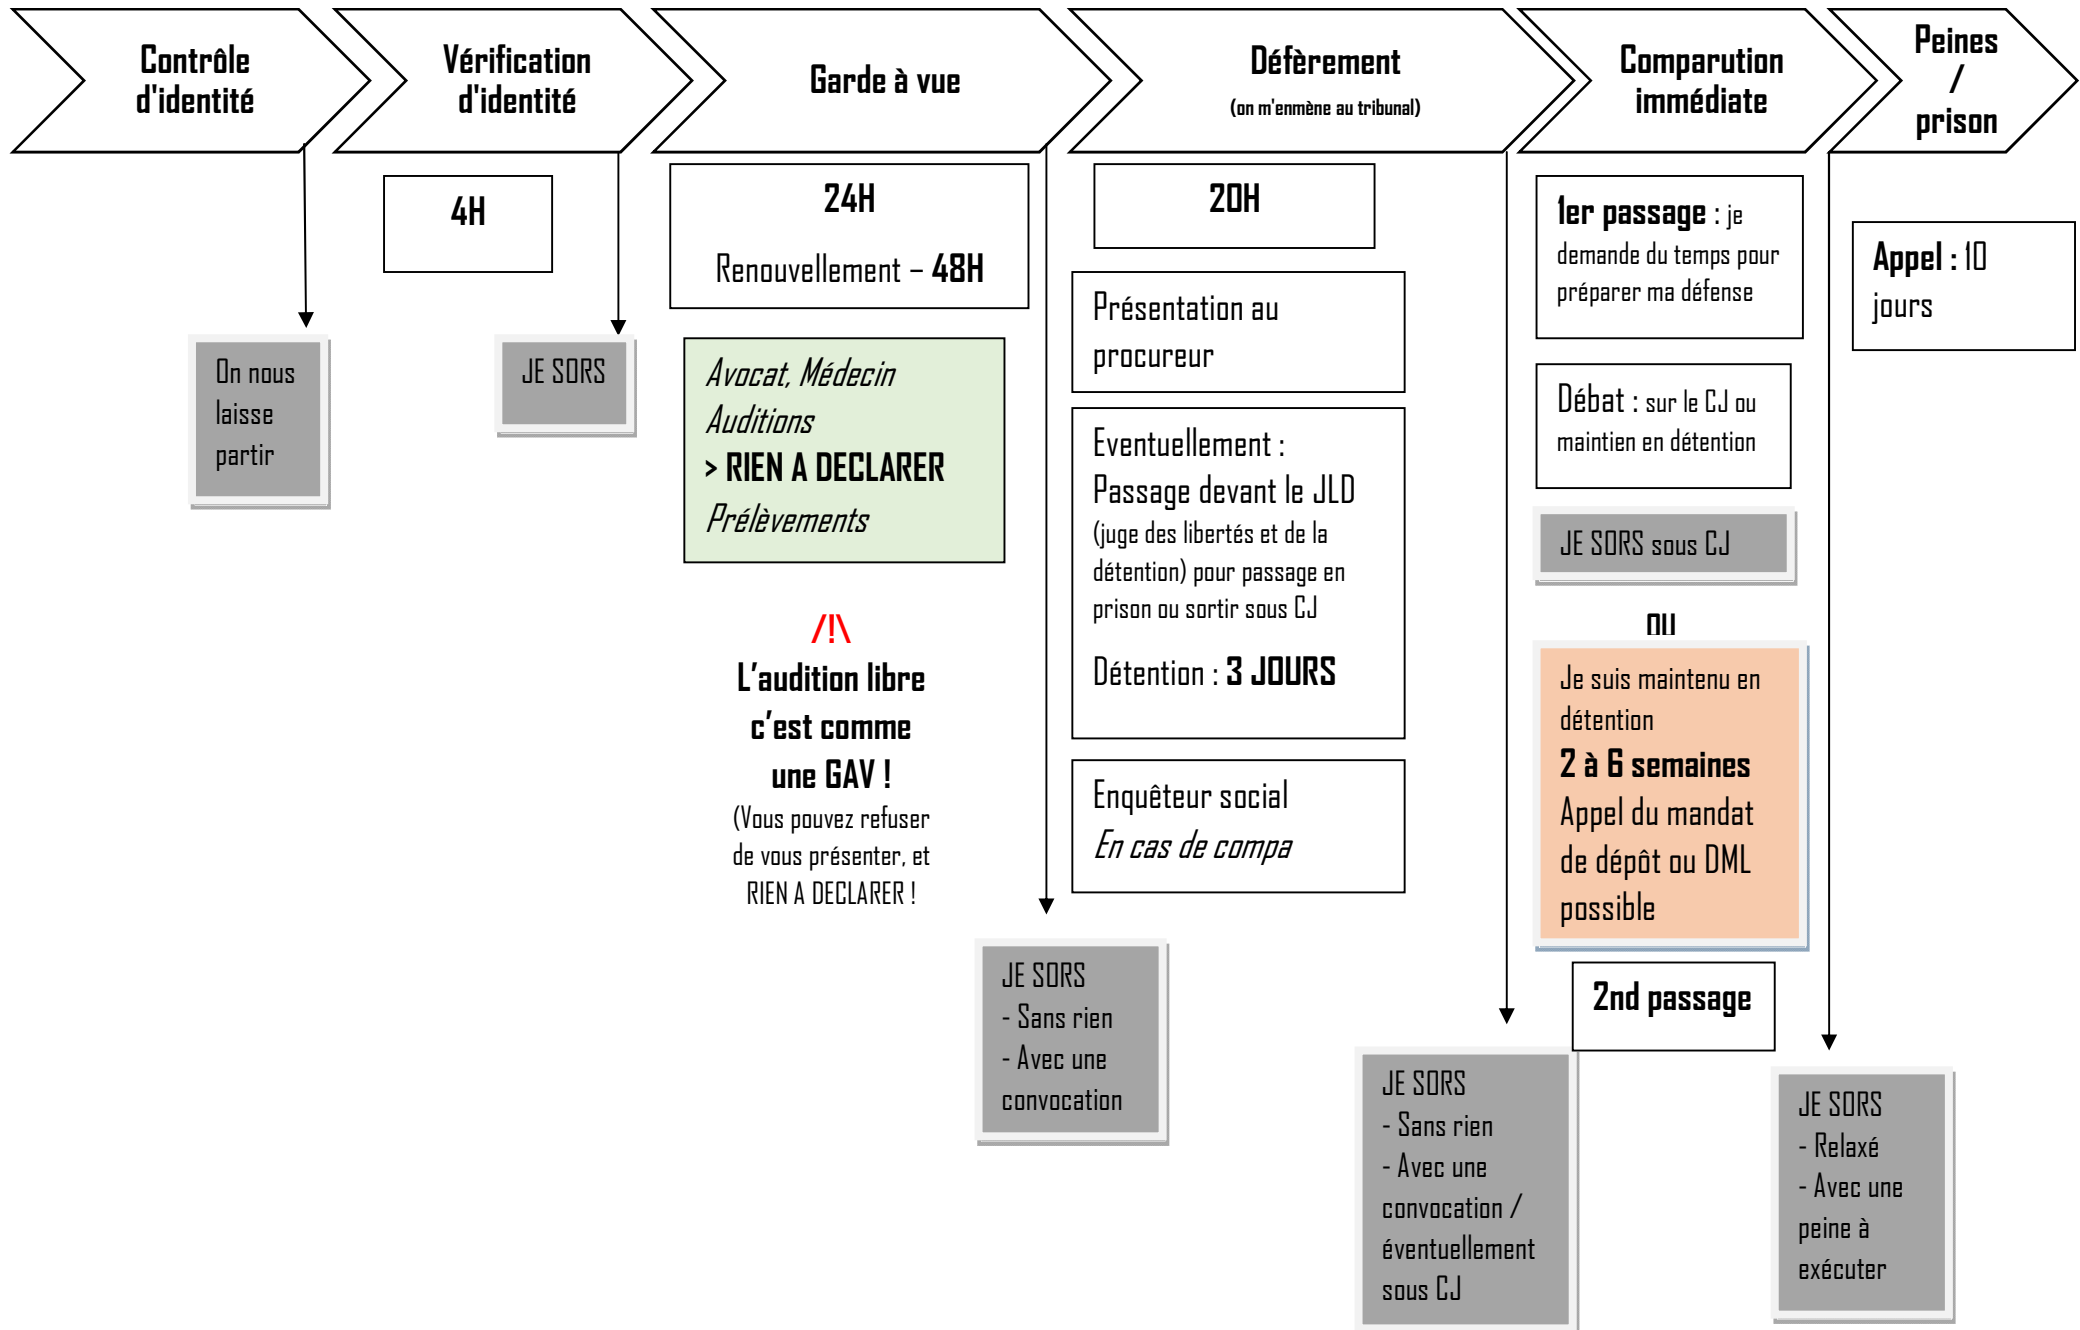 Contrôle
d'identité
Vérification
d'identité
Garde à vue
Défèrement
(on m'enmène au tribunal)
Comparution
immédiate
Peines
/
prison
On nous
laisse
partir
4H
JE SORS
24H
Renouvellement – 48H
Avocat, Médecin
Auditions
> RIEN A DECLARER
Prélèvements
/!\
L'audition libre
c'est comme
une GAV !
(Vous pouvez refuser
de vous présenter, et
RIEN A DECLARER !
JE SORS
- Sans rien
- Avec une
convocation
20H
Présentation au
procureur
Eventuellement :
Passage devant le JLD
(juge des libertés et de la
détention) pour passage en
prison ou sortir sous CJ
Détention : 3 JOURS
Enquêteur social
En cas de compa
JE SORS
- Sans rien
- Avec une
convocation /
éventuellement
sous CJ
1er passage : je
demande du temps pour
préparer ma défense
Débat : sur le CJ ou
maintien en détention
JE SORS sous CJ
OU
Je suis maintenu en
détention
2 à 6 semaines
Appel du mandat
de dépôt ou DML
possible
2nd passage
Appel : 10
jours
JE SORS
- Relaxé
- Avec une
peine à
exécuter